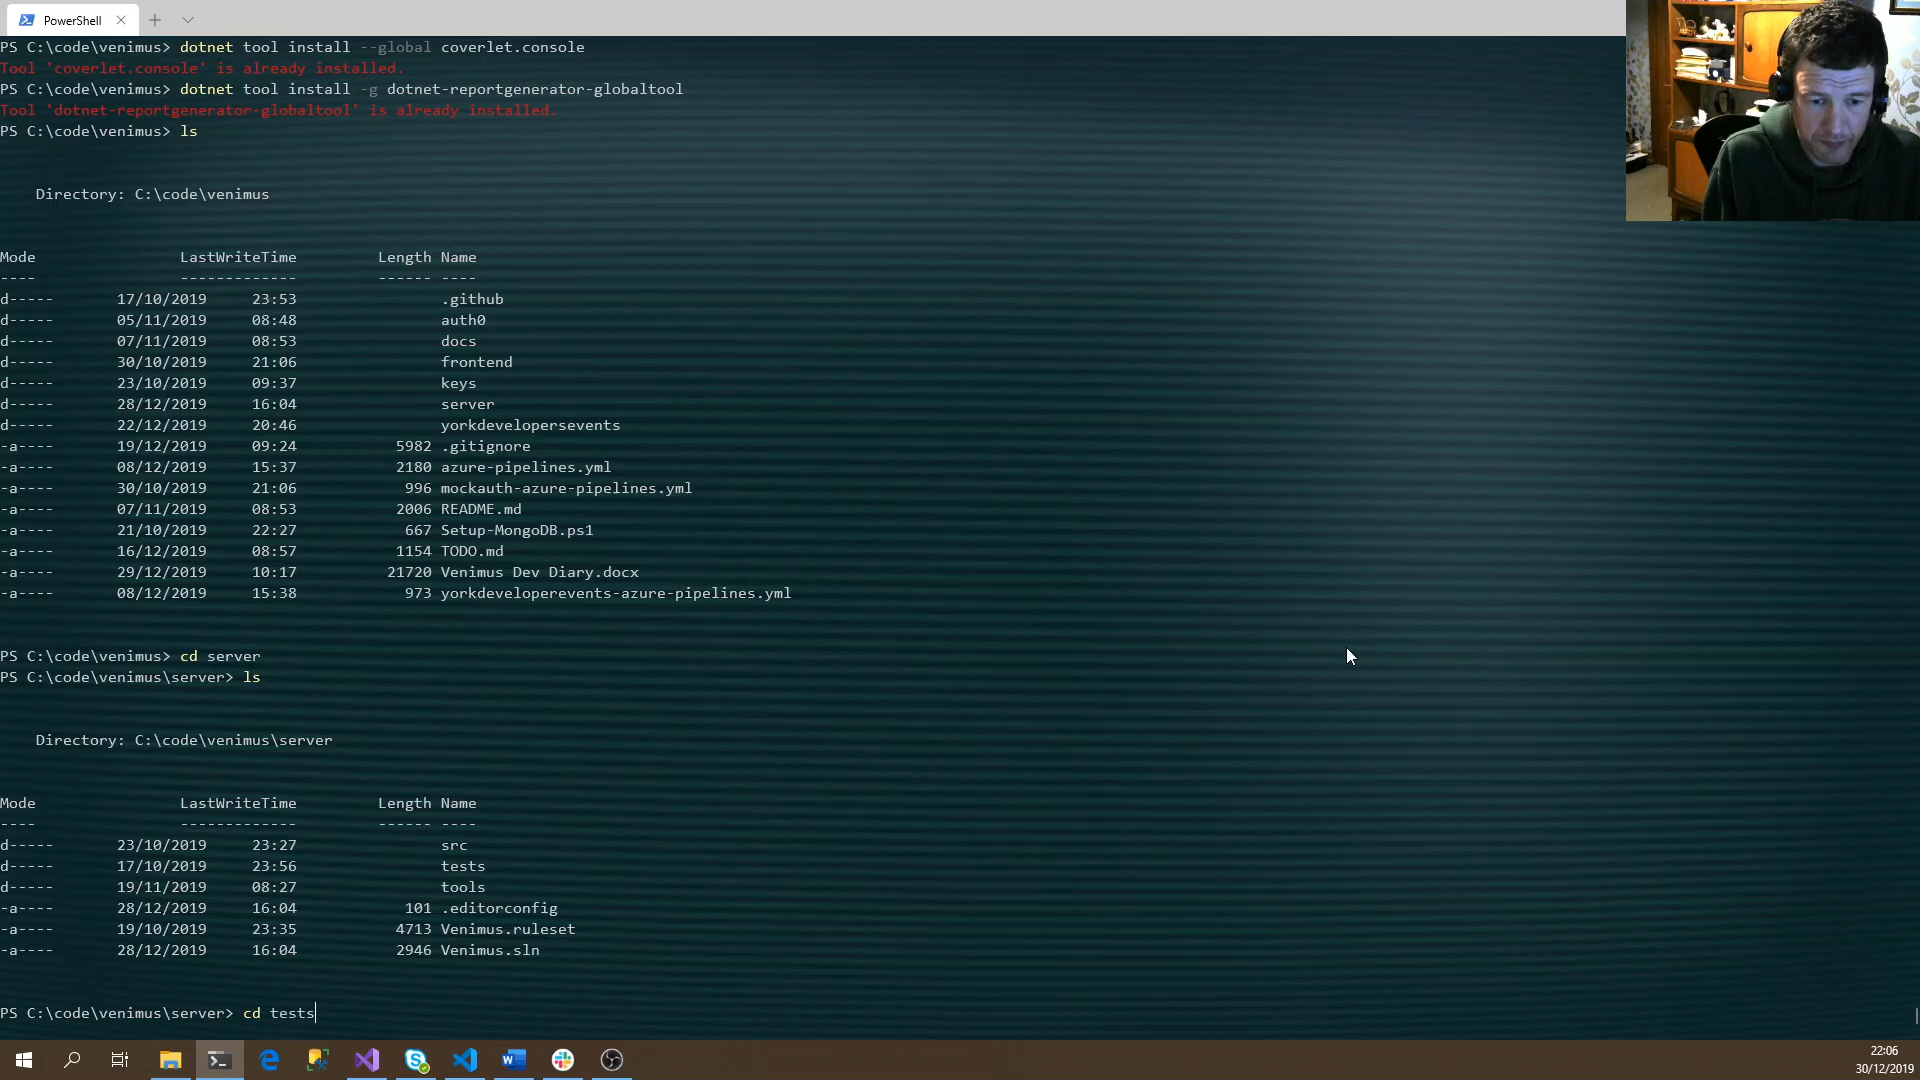 PowerShell
PS C:\code\venimus> dotnet tool install --global coverlet.console
Tool 'coverlet.console' is already installed.
PS C:\code\venimus> dotnet tool install -g dotnet-reportgenerator-globaltool
Tool 'dotnet-reportgenerator-globaltool' is already installed.
PS C:\code\venimus> ls
Directory: C:\code\venimus
Mode LastWriteTime Length Name
---- ------------- ------ ----
d----- 17/10/2019 23:53 .github
d----- 05/11/2019 08:48 auth0
d----- 07/11/2019 08:53 docs
d----- 30/10/2019 21:06 frontend
d----- 23/10/2019 09:37 keys
d----- 28/12/2019 16:04 server
d----- 22/12/2019 20:46 yorkdevelopersevents
-a---- 19/12/2019 09:24 5982 .gitignore
-a---- 08/12/2019 15:37 2180 azure-pipelines.yml
-a---- 30/10/2019 21:06 996 mockauth-azure-pipelines.yml
-a---- 07/11/2019 08:53 2006 README.md
-a---- 21/10/2019 22:27 667 Setup-MongoDB.ps1
-a---- 16/12/2019 08:57 1154 TODO.md
-a---- 29/12/2019 10:17 21720 Venimus Dev Diary.docx
-a---- 08/12/2019 15:38 973 yorkdeveloperevents-azure-pipelines.yml
PS C:\code\venimus> cd server
PS C:\code\venimus\server> ls
Directory: C:\code\venimus\server
Mode LastWriteTime Length Name
---- ------------- ------ ----
d----- 23/10/2019 23:27 src
d----- 17/10/2019 23:56 tests
d----- 19/11/2019 08:27 tools
-a---- 28/12/2019 16:04 101 .editorconfig
-a---- 19/10/2019 23:35 4713 Venimus.ruleset
-a---- 28/12/2019 16:04 2946 Venimus.sln
PS C:\code\venimus\server> cd tests
22:06
30/12/2019